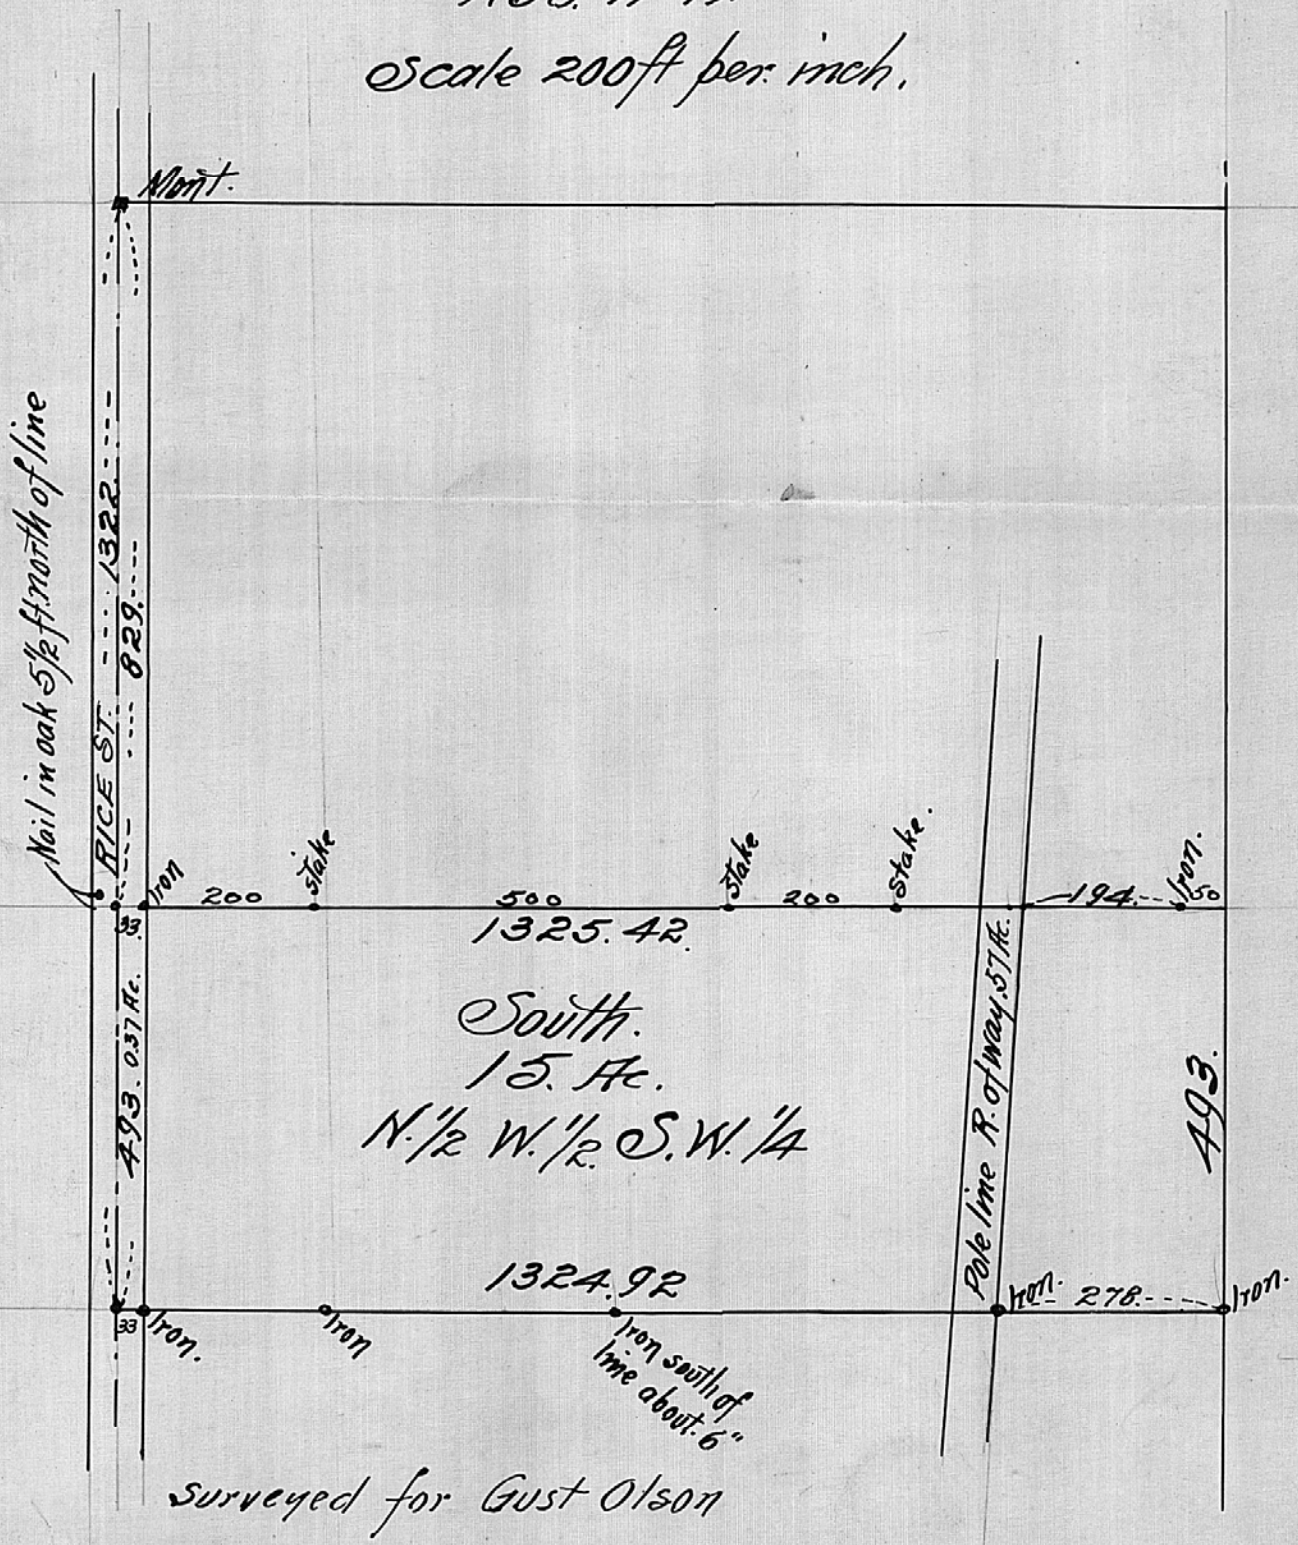 Scale 200ft per. inch.
Mont.
Nail in oak 5½ ft. north of line
RICE ST. 1322.
829.
Iron
200
stake
500
stake
200
stake.
194.
Iron.
50
33.
1325.42.
South.
15. Ac.
N.½ W.½. S.W.¼
493. 0.37 Ac.
Pole line R. of way .57 Ac.
493.
1324.92
33
Iron.
Iron
Iron south of
line about 6"
Iron.
278.
Iron.
surveyed for Gust Olson